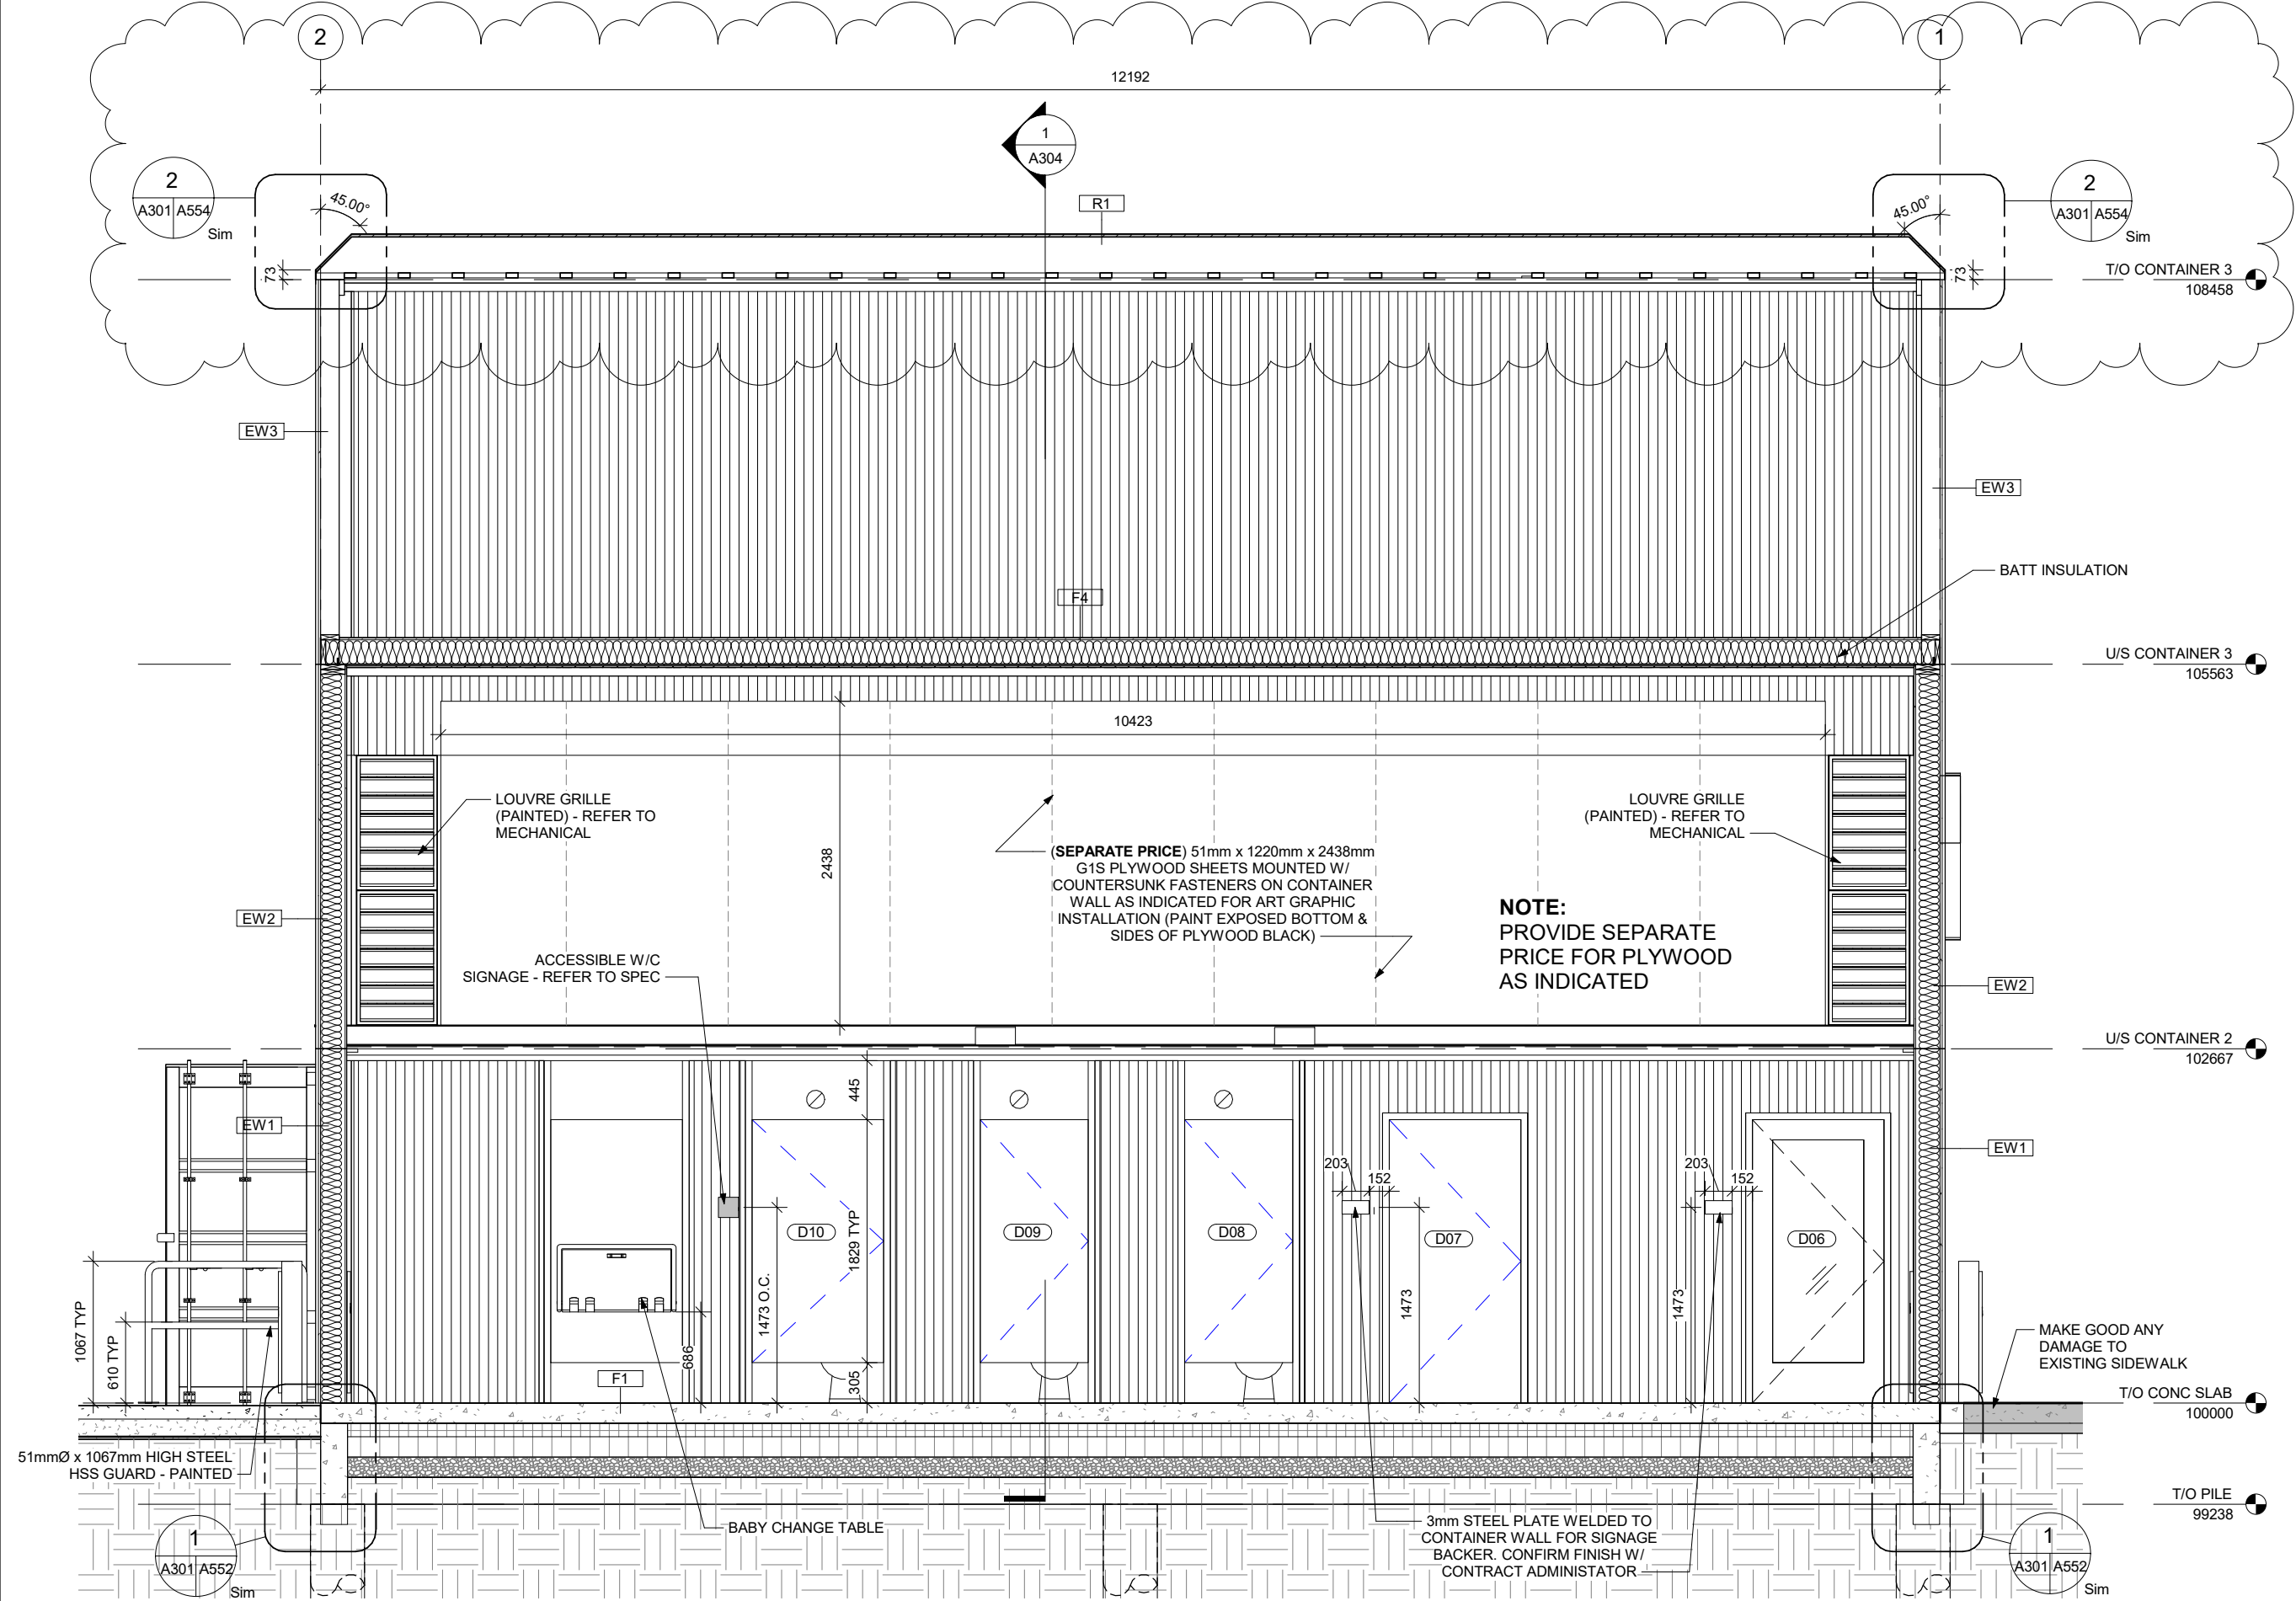 2
1
12192
1
A304
2
A301 A554
Sim
45.00°
R1
45.00°
2
A301 A554
Sim
73
73
T/O CONTAINER 3
108458
EW3
EW3
BATT INSULATION
F4
U/S CONTAINER 3
105563
10423
LOUVRE GRILLE
(PAINTED) - REFER TO
MECHANICAL
LOUVRE GRILLE
(PAINTED) - REFER TO
MECHANICAL
2438
(SEPARATE PRICE) 51mm x 1220mm x 2438mm
G1S PLYWOOD SHEETS MOUNTED W/
COUNTERSUNK FASTENERS ON CONTAINER
WALL AS INDICATED FOR ART GRAPHIC
INSTALLATION (PAINT EXPOSED BOTTOM &
SIDES OF PLYWOOD BLACK)
NOTE:
PROVIDE SEPARATE
PRICE FOR PLYWOOD
AS INDICATED
EW2
ACCESSIBLE W/C
SIGNAGE - REFER TO SPEC
EW2
U/S CONTAINER 2
102667
445
EW1
EW1
203
152
203
152
D10
D09
D08
D07
D06
1829 TYP
1473 O.C.
1473
1473
1067 TYP
610 TYP
686
305
F1
MAKE GOOD ANY
DAMAGE TO
EXISTING SIDEWALK
T/O CONC SLAB
100000
51mmØ x 1067mm HIGH STEEL
HSS GUARD - PAINTED
T/O PILE
99238
BABY CHANGE TABLE
3mm STEEL PLATE WELDED TO
CONTAINER WALL FOR SIGNAGE
BACKER. CONFIRM FINISH W/
CONTRACT ADMINISTATOR
1
A301 A552
Sim
1
A301 A552
Sim